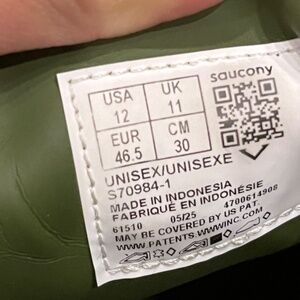 saucony
USA UK
12 11
EUR CM
46.5 30
UNISEX/UNISEXE
S70984-1
MADE IN INDONESIA
FABRIQUÉ EN INDONÉSIE
61510 05/25 4700614908
MAY BE COVERED BY US PAT.
WWW.PATENTS.WWWINC.COM